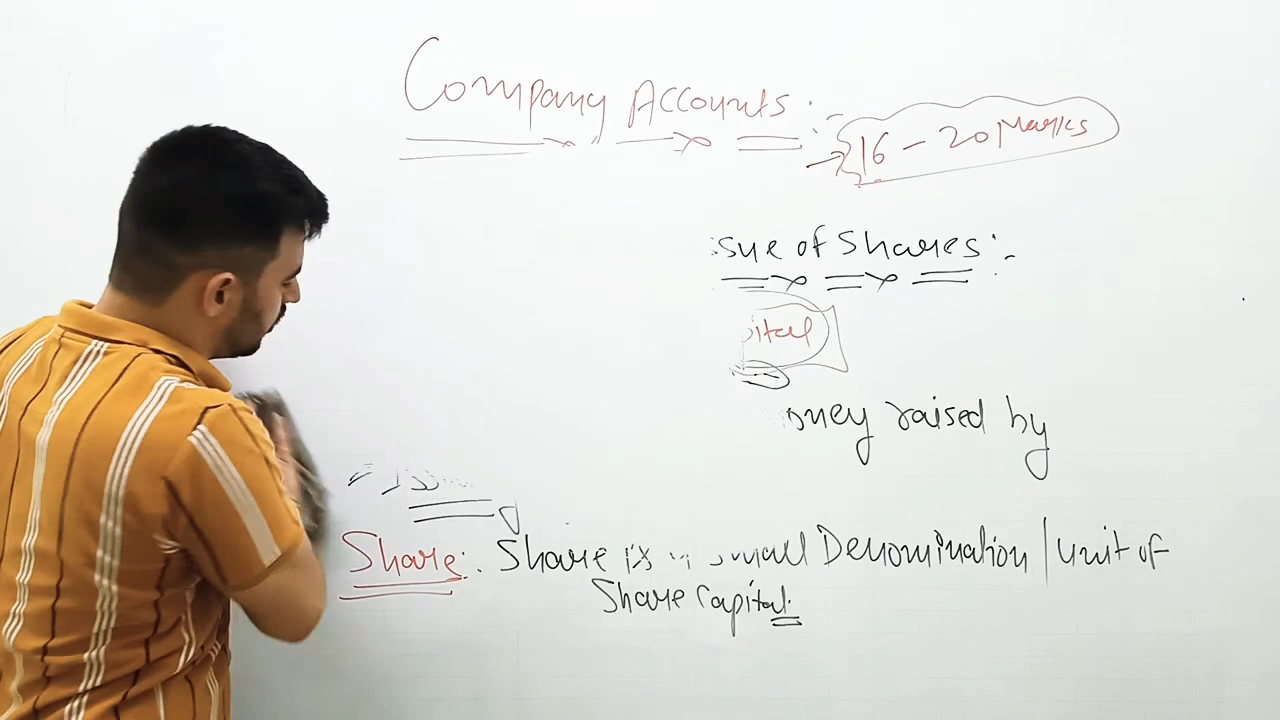 Company Accounts :-
16 - 20 Marks
sue of Shares :-
pital
oney raised by
Share : Share is small Denomination / Unit of
Share Capital.